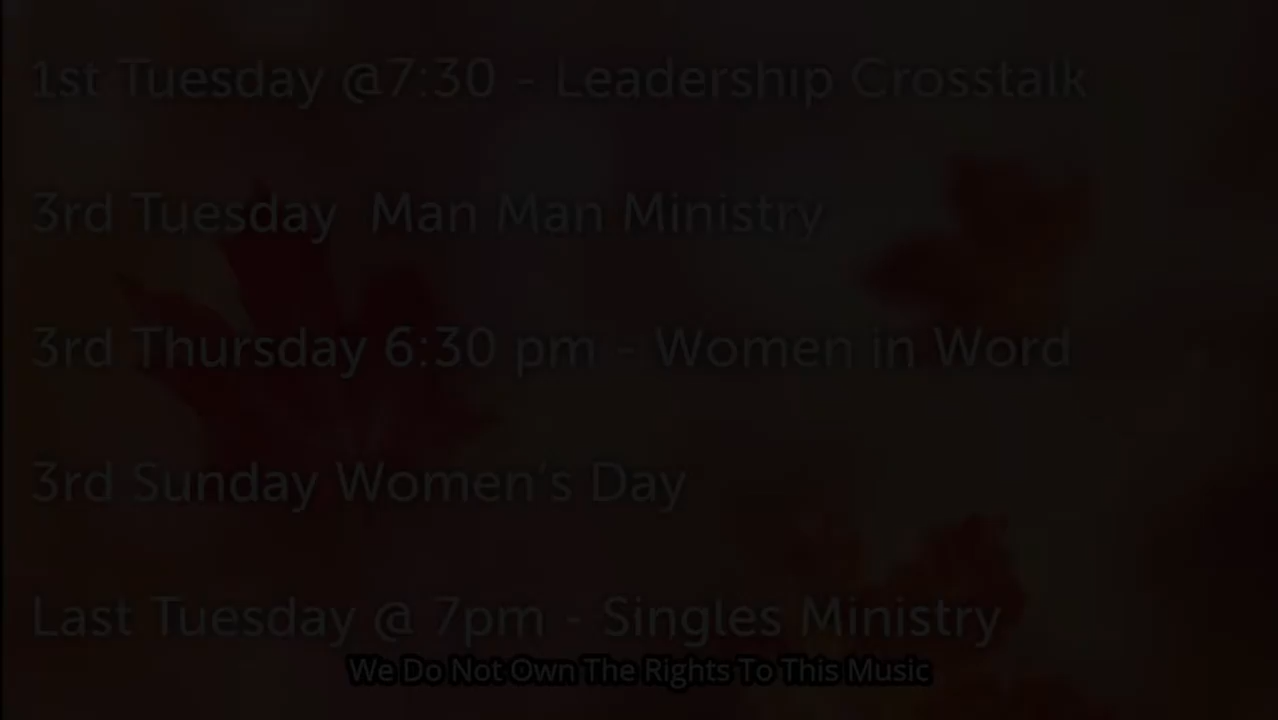 1st Tuesday @7:30 - Leadership Crosstalk
3rd Tuesday  Man Man Ministry
3rd Thursday 6:30 pm - Women in Word
3rd Sunday Women's Day
Last Tuesday @ 7pm - Singles Ministry
We Do Not Own The Rights To This Music